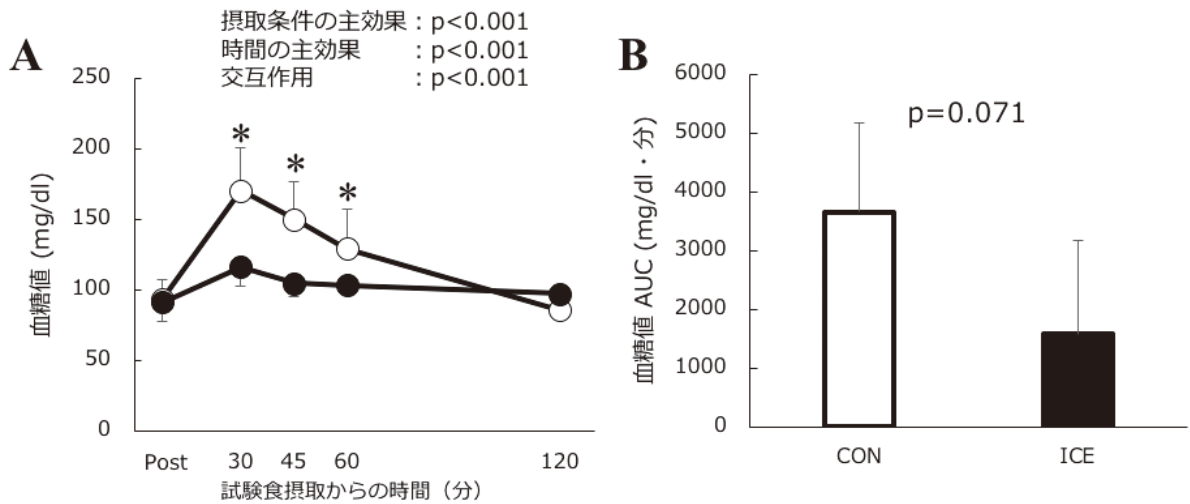 摂取条件の主効果：p<0.001
時間の主効果　　：p<0.001
交互作用　　　　：p<0.001
A
血糖値 (mg/dl)
250
200
150
100
50
0
*
*
*
Post 30 45 60 120
試験食摂取からの時間（分）
B
血糖値 AUC (mg/dl・分)
6000
5000
4000
3000
2000
1000
0
p=0.071
CON ICE